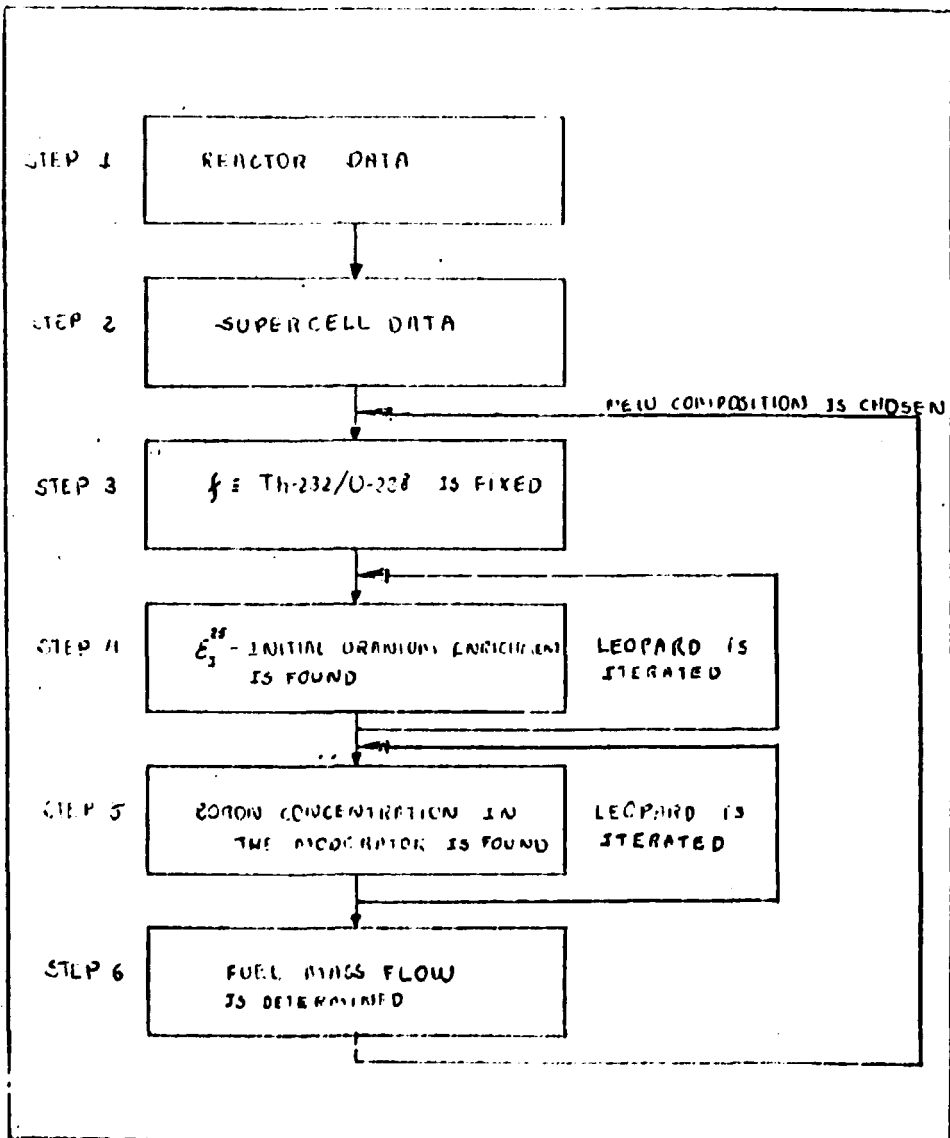 STEP 1
REACTOR DATA
STEP 2
SUPERCELL DATA
NEW COMPOSITION IS CHOSEN
STEP 3
f ≡ Th-232/U-238 IS FIXED
STEP 4
ε₃²⁵ - INITIAL URANIUM ENRICHMENT
IS FOUND
LEOPARD IS
ITERATED
STEP 5
BORON CONCENTRATION IN
THE MODERATOR IS FOUND
LEOPARD IS
ITERATED
STEP 6
FUEL MASS FLOW
IS DETERMINED